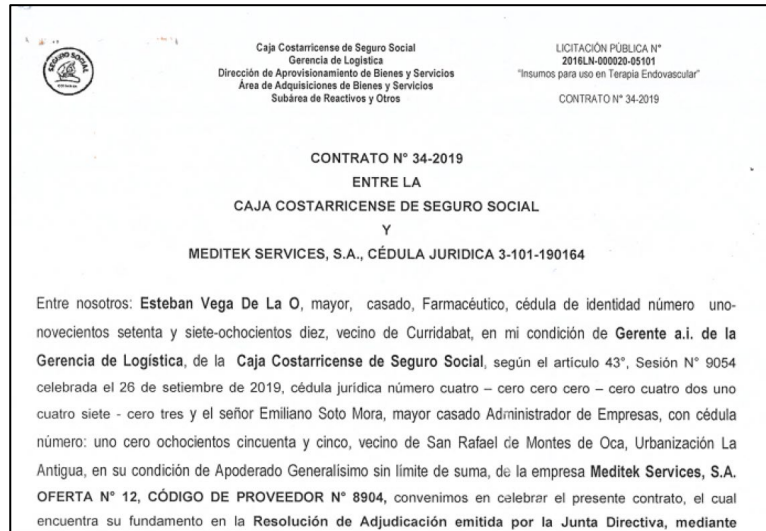 SEGURO SOCIAL
Caja Costarricense de Seguro Social
Gerencia de Logística
Dirección de Aprovisionamiento de Bienes y Servicios
Área de Adquisiciones de Bienes y Servicios
Subárea de Reactivos y Otros
LICITACIÓN PÚBLICA N°
2016LN-000020-05101
"Insumos para uso en Terapia Endovascular"
CONTRATO N° 34-2019
CONTRATO N° 34-2019
ENTRE LA
CAJA COSTARRICENSE DE SEGURO SOCIAL
Y
MEDITEK SERVICES, S.A., CÉDULA JURIDICA 3-101-190164
Entre nosotros: Esteban Vega De La O, mayor, casado, Farmacéutico, cédula de identidad número uno-
novecientos setenta y siete-ochocientos diez, vecino de Curridabat, en mi condición de Gerente a.i. de la
Gerencia de Logística, de la Caja Costarricense de Seguro Social, según el artículo 43°, Sesión N° 9054
celebrada el 26 de setiembre de 2019, cédula jurídica número cuatro – cero cero cero – cero cuatro dos uno
cuatro siete - cero tres y el señor Emiliano Soto Mora, mayor casado Administrador de Empresas, con cédula
número: uno cero ochocientos cincuenta y cinco, vecino de San Rafael de Montes de Oca, Urbanización La
Antigua, en su condición de Apoderado Generalísimo sin límite de suma, de la empresa Meditek Services, S.A.
OFERTA N° 12, CÓDIGO DE PROVEEDOR N° 8904, convenimos en celebrar el presente contrato, el cual
encuentra su fundamento en la Resolución de Adjudicación emitida por la Junta Directiva, mediante